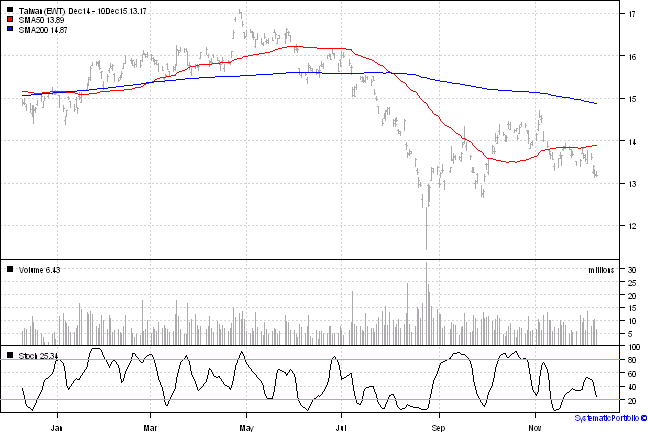 Taiwan (EWT) Dec14 - 10Dec15 13.17
SMA50 13.89
SMA200 14.87
17
16
15
14
13
12
Volume 6.43
millions
30
25
20
15
10
5
Stoch 25.34
100
80
60
40
20
Jan Mar May Jul Sep Nov
SystematicPortfolio ©